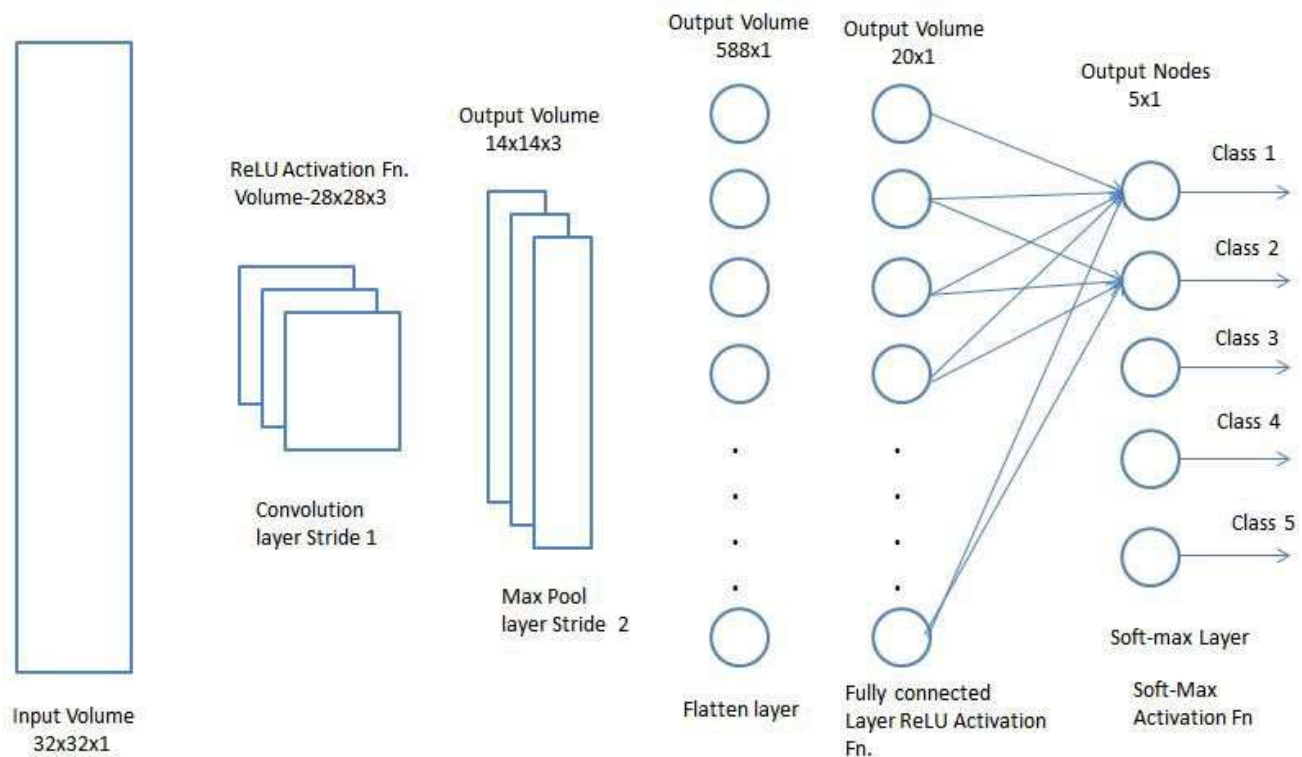 Input Volume
32x32x1
ReLU Activation Fn.
Volume-28x28x3
Convolution
layer Stride 1
Output Volume
14x14x3
Max Pool
layer Stride 2
Output Volume
588x1
Flatten layer
Output Volume
20x1
Fully connected
Layer ReLU Activation
Fn.
Output Nodes
5x1
Class 1
Class 2
Class 3
Class 4
Class 5
Soft-max Layer
Soft-Max
Activation Fn